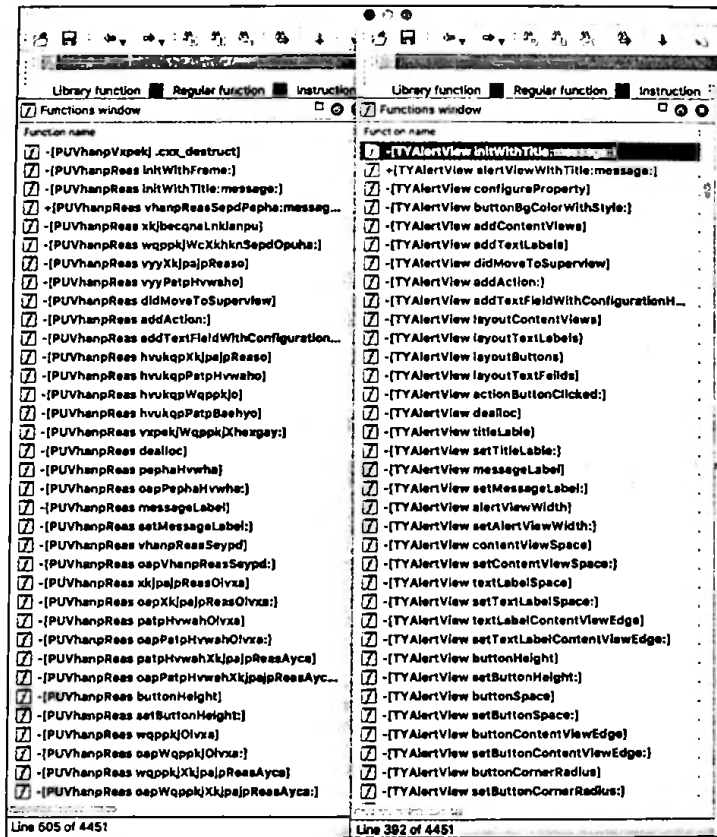 Library function Regular function Instruction
Functions window
Function name
-[PUVhanpVxpekj .cxx_destruct]
-[PUVhanpReas initWithFrame:]
-[PUVhanpReas initWithTitle:message:]
+[PUVhanpReas vhanpReasSepdPepha:messag...
-[PUVhanpReas xkjbecqnaLnklanpu]
-[PUVhanpReas wqppkjWcXkhknSepdOpuha:]
-[PUVhanpReas vyyXkjpajpReaso]
-[PUVhanpReas vyyPatpHvwaho]
-[PUVhanpReas didMoveToSuperview]
-[PUVhanpReas addAction:]
-[PUVhanpReas addTextFieldWithConfiguration...
-[PUVhanpReas hvukqpXkjpajpReaso]
-[PUVhanpReas hvukqpPatpHvwaho]
-[PUVhanpReas hvukqpWqppkjo]
-[PUVhanpReas hvukqpPatpBaehyo]
-[PUVhanpReas vxpekjWqppkjXhexgay:]
-[PUVhanpReas dealloc]
-[PUVhanpReas pephaHvwha]
-[PUVhanpReas oapPephaHvwha:]
-[PUVhanpReas messageLabel]
-[PUVhanpReas setMessageLabel:]
-[PUVhanpReas vhanpReasSeypd]
-[PUVhanpReas oapVhanpReasSeypd:]
-[PUVhanpReas xkjpajpReasOlvxa]
-[PUVhanpReas oapXkjpajpReasOlvxa:]
-[PUVhanpReas patpHvwahOlvxa]
-[PUVhanpReas oapPatpHvwahOlvxa:]
-[PUVhanpReas patpHvwahXkjpajpReasAyca]
-[PUVhanpReas oapPatpHvwahXkjpajpReasAyc...
-[PUVhanpReas buttonHeight]
-[PUVhanpReas setButtonHeight:]
-[PUVhanpReas wqppkjOlvxa]
-[PUVhanpReas oapWqppkjOlvxa:]
-[PUVhanpReas wqppkjXkjpajpReasAyca]
-[PUVhanpReas oapWqppkjXkjpajpReasAyca:]
Line 605 of 4451
Library function Regular function Instruction
Functions window
Function name
-[TYAlertView initWithTitle:message:]
+[TYAlertView alertViewWithTitle:message:]
-[TYAlertView configureProperty]
-[TYAlertView buttonBgColorWithStyle:]
-[TYAlertView addContentViews]
-[TYAlertView addTextLabels]
-[TYAlertView didMoveToSuperview]
-[TYAlertView addAction:]
-[TYAlertView addTextFieldWithConfigurationH...
-[TYAlertView layoutContentViews]
-[TYAlertView layoutTextLabels]
-[TYAlertView layoutButtons]
-[TYAlertView layoutTextFeilds]
-[TYAlertView actionButtonClicked:]
-[TYAlertView dealloc]
-[TYAlertView titleLable]
-[TYAlertView setTitleLable:]
-[TYAlertView messageLabel]
-[TYAlertView setMessageLabel:]
-[TYAlertView alertViewWidth]
-[TYAlertView setAlertViewWidth:]
-[TYAlertView contentViewSpace]
-[TYAlertView setContentViewSpace:]
-[TYAlertView textLabelSpace]
-[TYAlertView setTextLabelSpace:]
-[TYAlertView textLabelContentViewEdge]
-[TYAlertView setTextLabelContentViewEdge:]
-[TYAlertView buttonHeight]
-[TYAlertView setButtonHeight:]
-[TYAlertView buttonSpace]
-[TYAlertView setButtonSpace:]
-[TYAlertView buttonContentViewEdge]
-[TYAlertView setButtonContentViewEdge:]
-[TYAlertView buttonCornerRadius]
-[TYAlertView setButtonCornerRadius:]
Line 392 of 4451